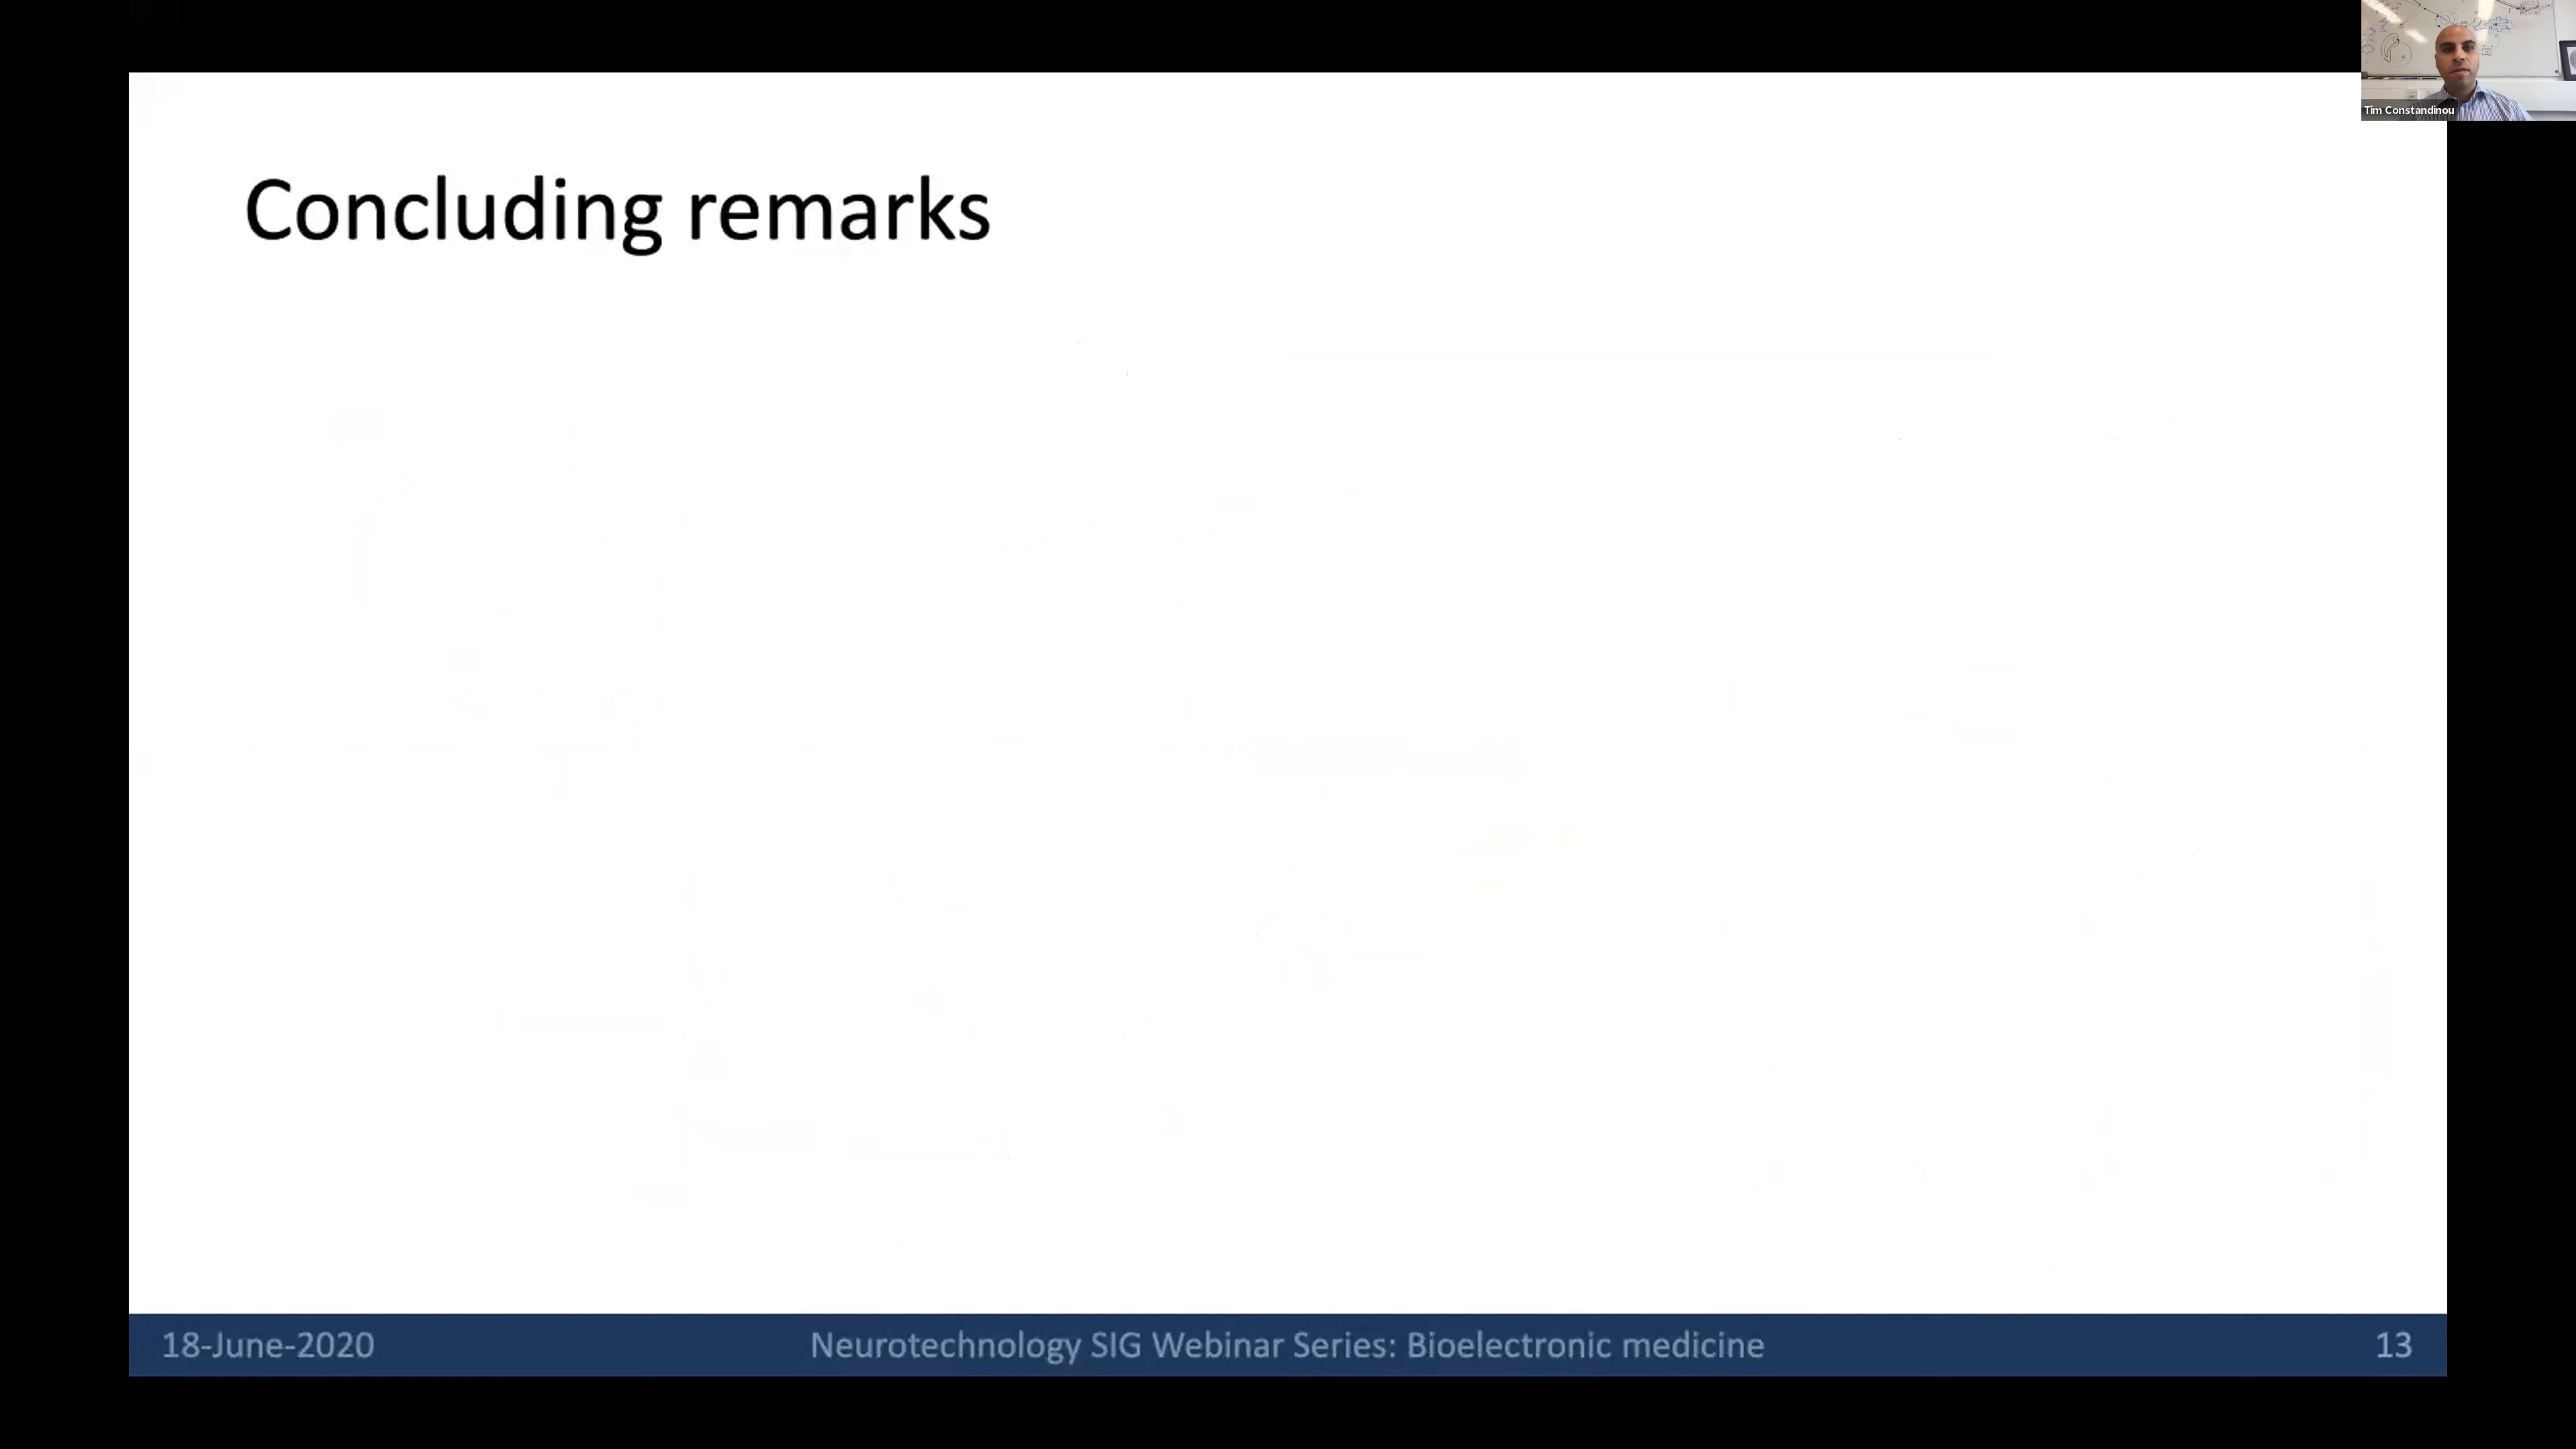 Tim Constandinou
Concluding remarks
18-June-2020
Neurotechnology SIG Webinar Series: Bioelectronic medicine
13